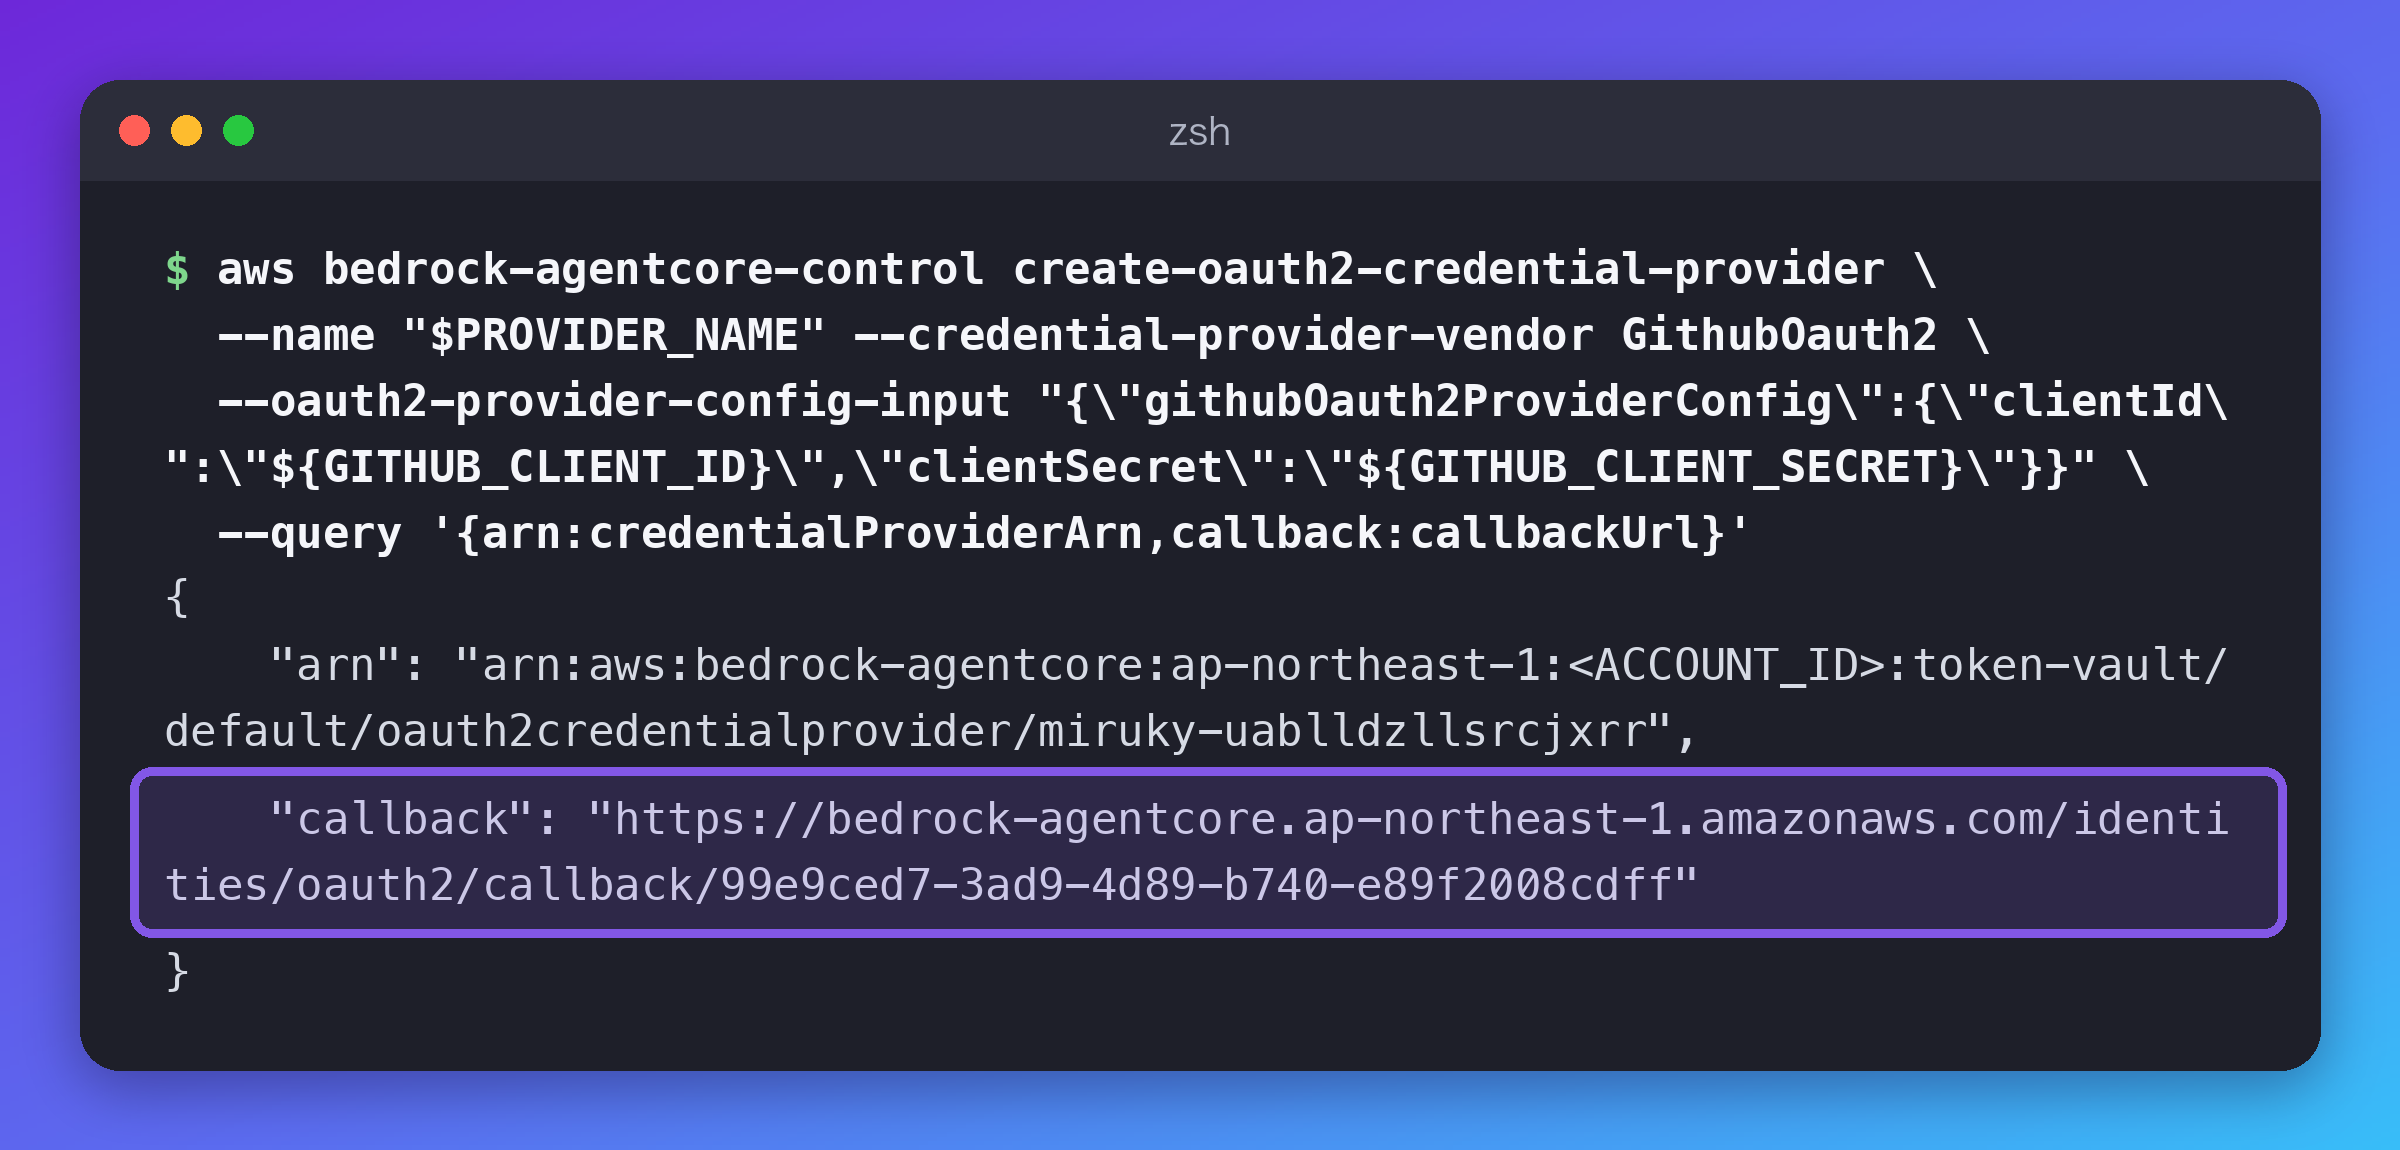 zsh
$ aws bedrock-agentcore-control create-oauth2-credential-provider \
  --name "$PROVIDER_NAME" --credential-provider-vendor GithubOauth2 \
  --oauth2-provider-config-input "{\"githubOauth2ProviderConfig\":{\"clientId\
":\"${GITHUB_CLIENT_ID}\",\"clientSecret\":\"${GITHUB_CLIENT_SECRET}\"}}" \
  --query '{arn:credentialProviderArn,callback:callbackUrl}'
{
    "arn": "arn:aws:bedrock-agentcore:ap-northeast-1:<ACCOUNT_ID>:token-vault/
default/oauth2credentialprovider/miruky-uablldzllsrcjxrr",
    "callback": "https://bedrock-agentcore.ap-northeast-1.amazonaws.com/identi
ties/oauth2/callback/99e9ced7-3ad9-4d89-b740-e89f2008cdff"
}